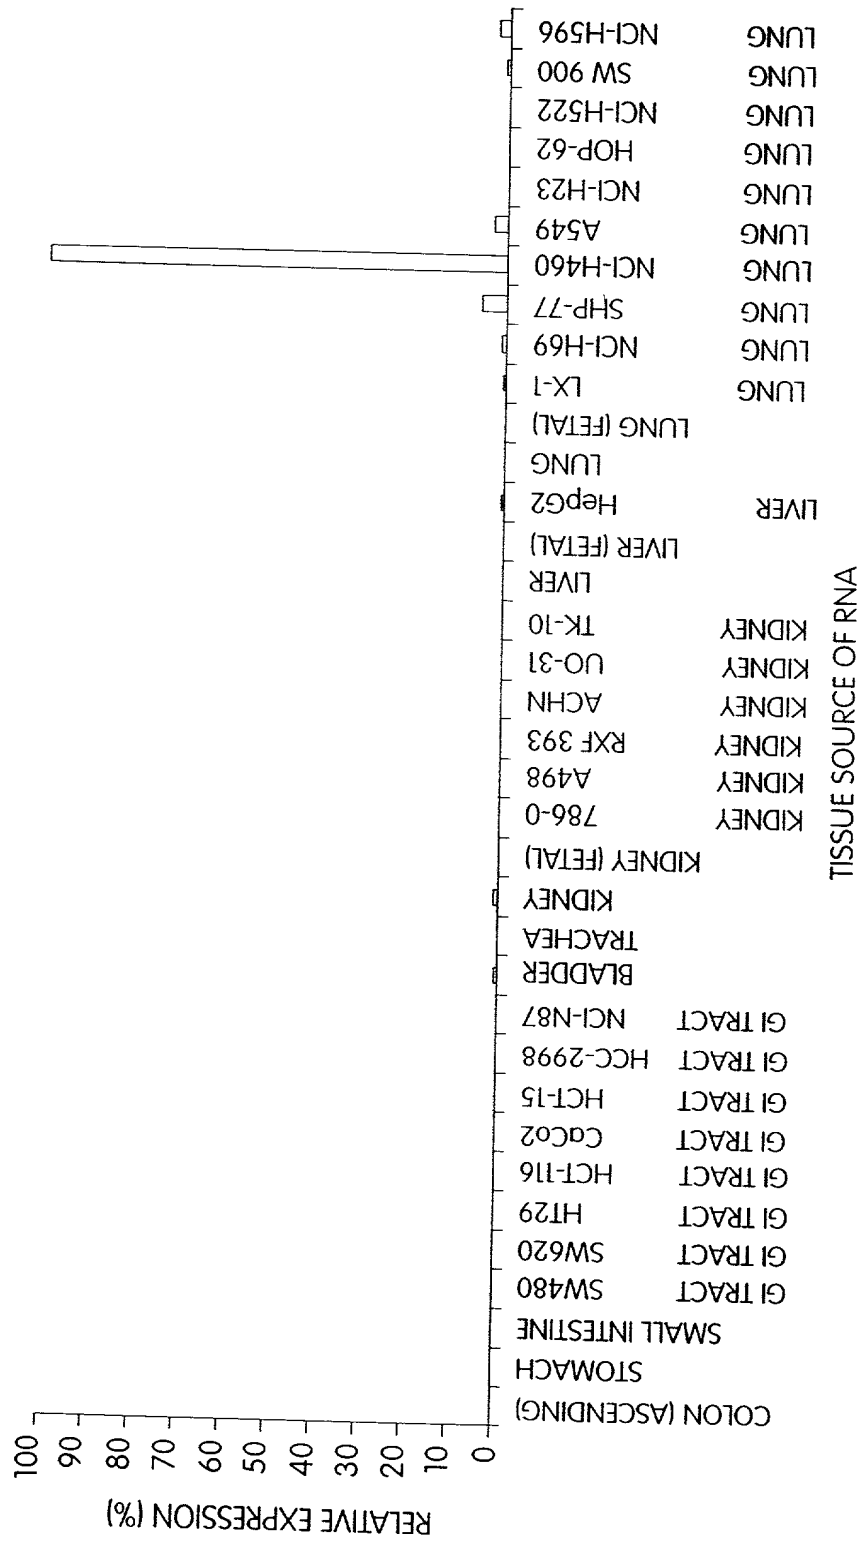 RELATIVE EXPRESSION (%)
100
90
80
70
60
50
40
30
20
10
0
COLON (ASCENDING)
STOMACH
SMALL INTESTINE
SW480 GI TRACT
SW620 GI TRACT
HT29 GI TRACT
HCT-116 GI TRACT
CaCo2 GI TRACT
HCT-15 GI TRACT
HCC-2998 GI TRACT
NCI-N87 GI TRACT
BLADDER
TRACHEA
KIDNEY
KIDNEY (FETAL)
786-0 KIDNEY
A498 KIDNEY
RXF 393 KIDNEY
ACHN KIDNEY
UO-31 KIDNEY
TK-10 KIDNEY
LIVER
LIVER (FETAL)
HepG2 LIVER
LUNG
LUNG (FETAL)
LX-1 LUNG
NCI-H69 LUNG
SHP-77 LUNG
NCI-H460 LUNG
A549 LUNG
NCI-H23 LUNG
HOP-62 LUNG
NCI-H522 LUNG
SW 900 LUNG
NCI-H596 LUNG
TISSUE SOURCE OF RNA